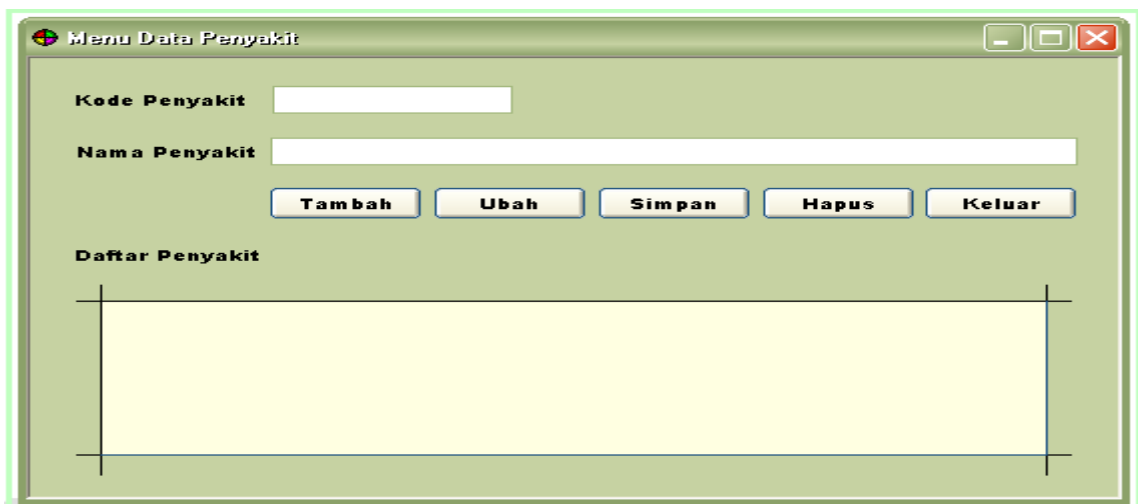 Menu Data Penyakit
Kode Penyakit
Nama Penyakit
Tambah Ubah Simpan Hapus Keluar
Daftar Penyakit